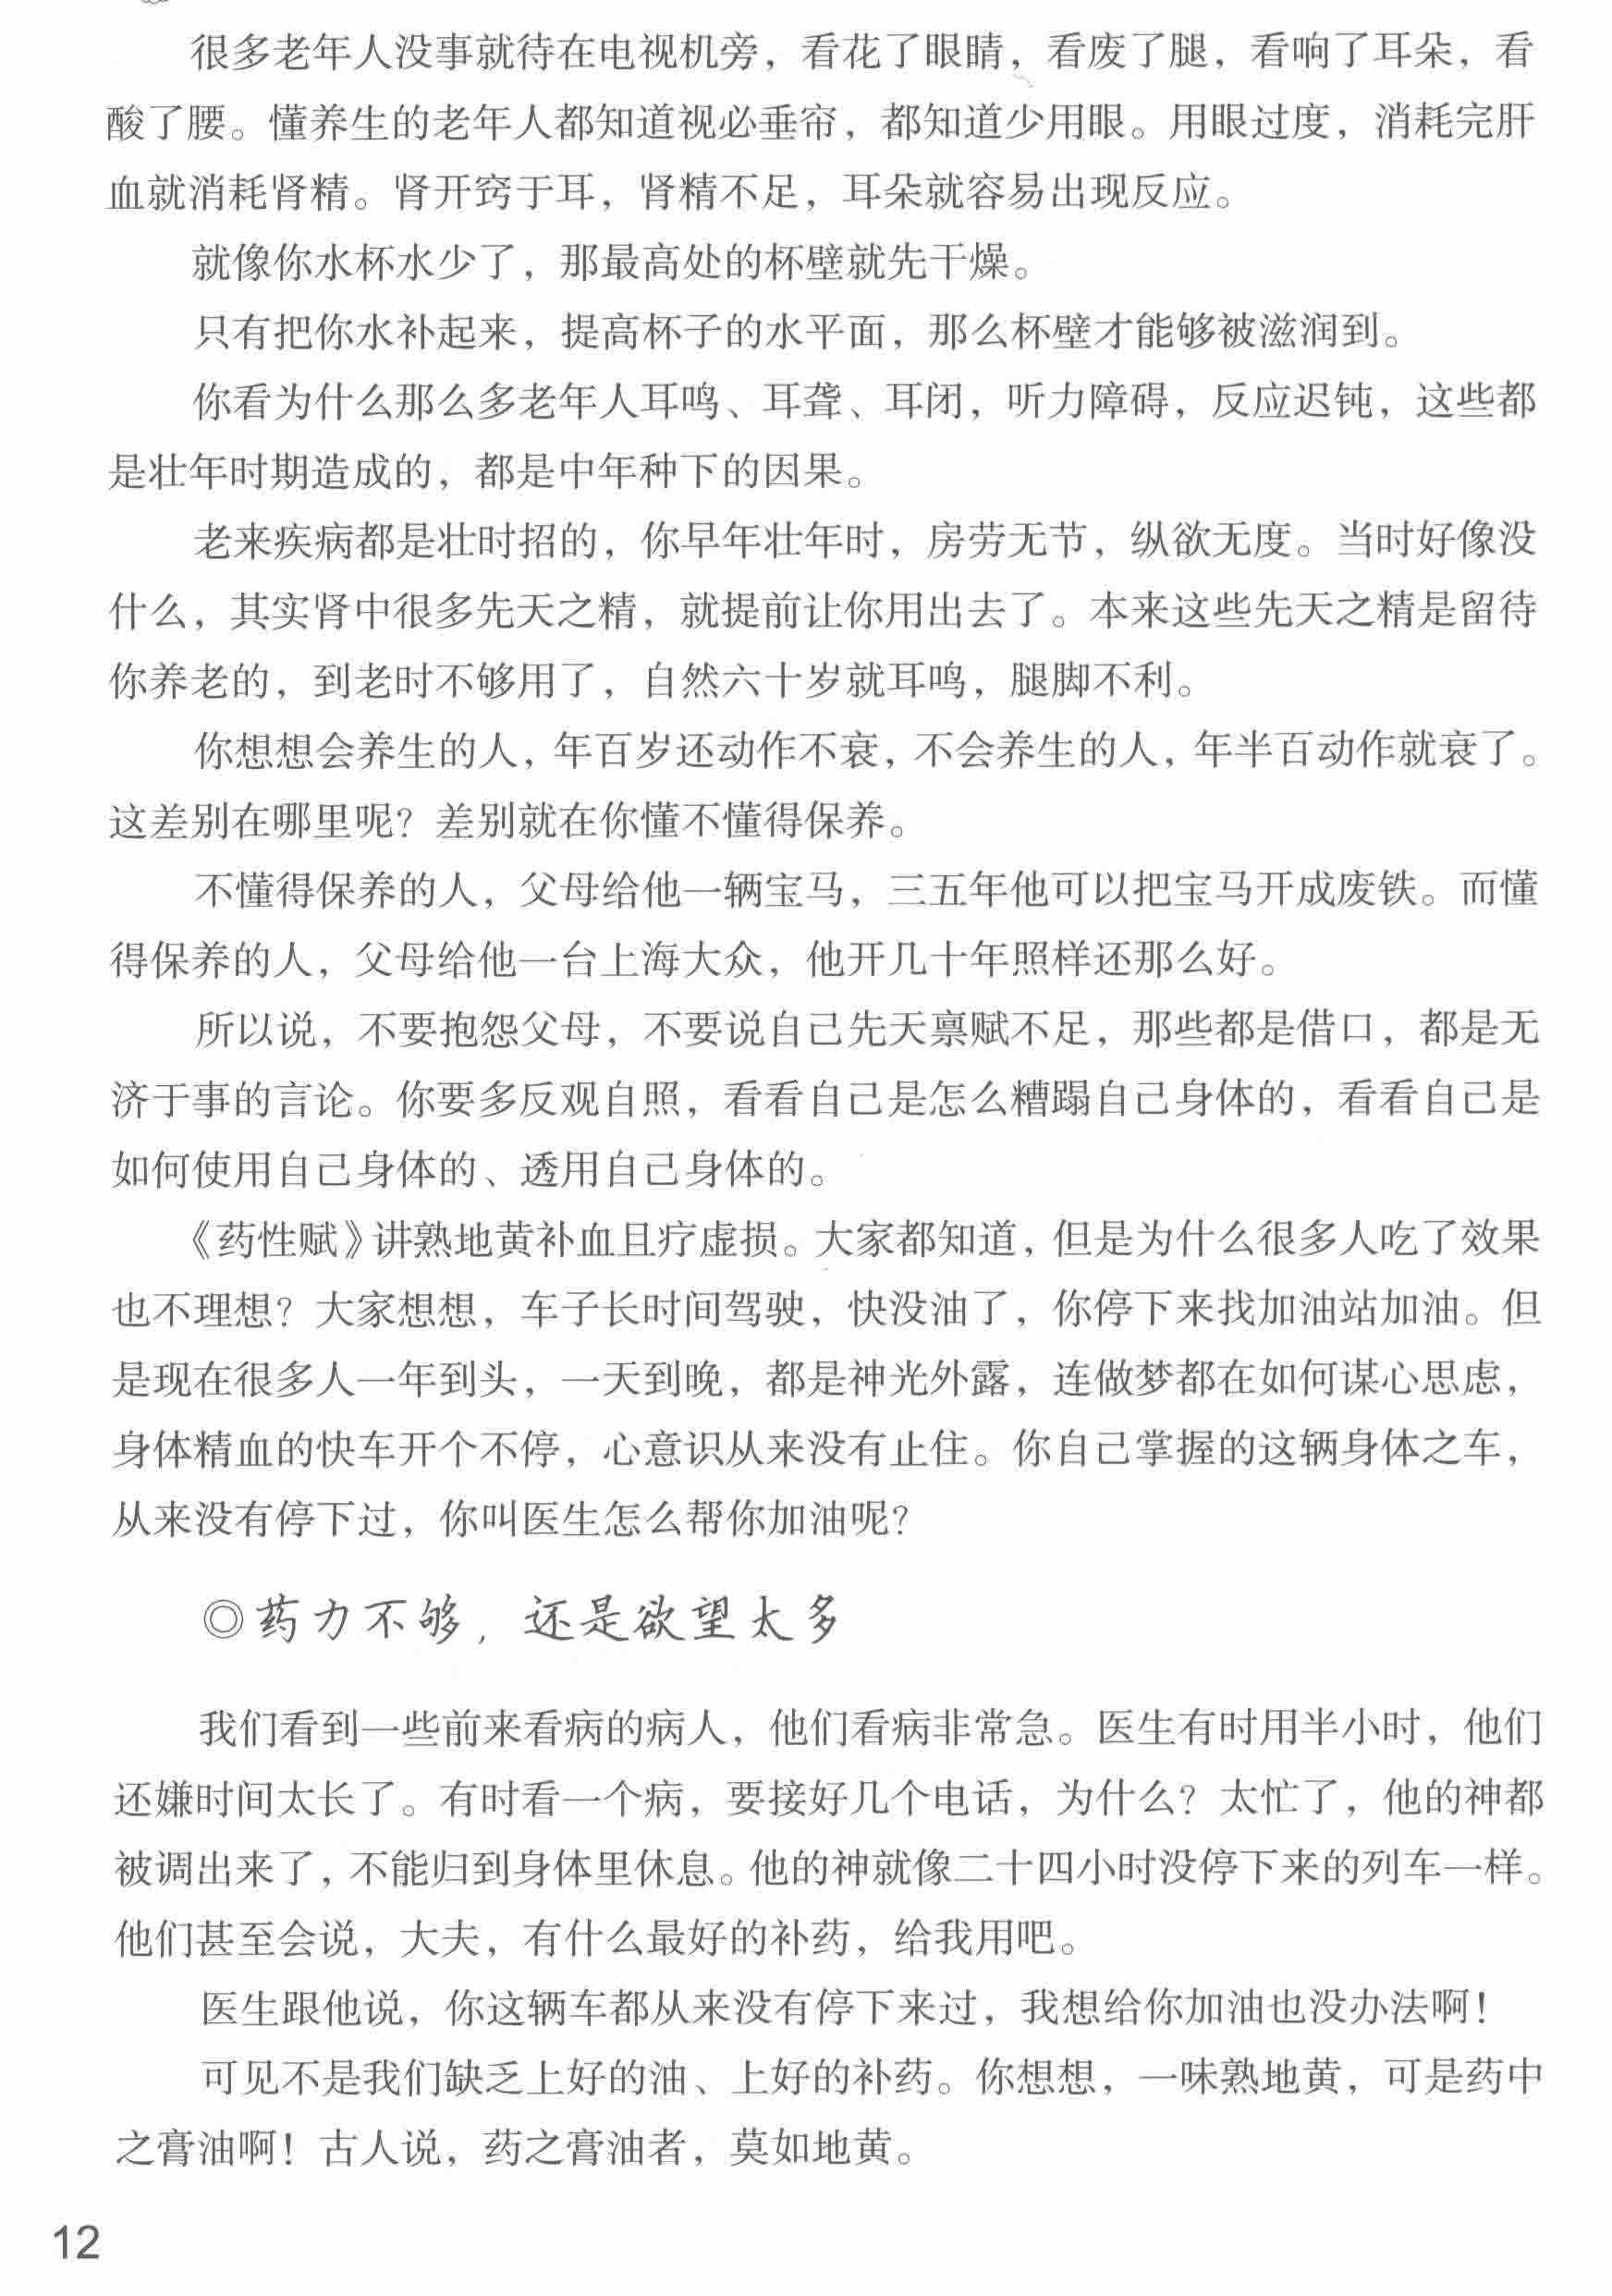 很多老年人没事就待在电视机旁，看花了眼睛，看废了腿，看响了耳朵，看
酸了腰。懂养生的老年人都知道视必垂帘，都知道少用眼。用眼过度，消耗完肝
血就消耗肾精。肾开窍于耳，肾精不足，耳朵就容易出现反应。
就像你水杯水少了，那最高处的杯壁就先干燥。
只有把你水补起来，提高杯子的水平面，那么杯壁才能够被滋润到。
你看为什么那么多老年人耳鸣、耳聋、耳闭，听力障碍，反应迟钝，这些都
是壮年时期造成的，都是中年种下的因果。
老来疾病都是壮时招的，你早年壮年时，房劳无节，纵欲无度。当时好像没
什么，其实肾中很多先天之精，就提前让你用出去了。本来这些先天之精是留待
你养老的，到老时不够用了，自然六十岁就耳鸣，腿脚不利。
你想想会养生的人，年百岁还动作不衰，不会养生的人，年半百动作就衰了。
这差别在哪里呢？差别就在你懂不懂得保养。
不懂得保养的人，父母给他一辆宝马，三五年他可以把宝马开成废铁。而懂
得保养的人，父母给他一台上海大众，他开几十年照样还那么好。
所以说，不要抱怨父母，不要说自己先天禀赋不足，那些都是借口，都是无
济于事的言论。你要多反观自照，看看自己是怎么糟蹋自己身体的，看看自己是
如何使用自己身体的、透用自己身体的。
《药性赋》讲熟地黄补血且疗虚损。大家都知道，但是为什么很多人吃了效果
也不理想？大家想想，车子长时间驾驶，快没油了，你停下来找加油站加油。但
是现在很多人一年到头，一天到晚，都是神光外露，连做梦都在如何谋心思虑，
身体精血的快车开个不停，心意识从来没有止住。你自己掌握的这辆身体之车，
从来没有停下过，你叫医生怎么帮你加油呢？
◎药力不够，还是欲望太多
我们看到一些前来看病的病人，他们看病非常急。医生有时用半小时，他们
还嫌时间太长了。有时看一个病，要接好几个电话，为什么？太忙了，他的神都
被调出来了，不能归到身体里休息。他的神就像二十四小时没停下来的列车一样。
他们甚至会说，大夫，有什么最好的补药，给我用吧。
医生跟他说，你这辆车都从来没有停下来过，我想给你加油也没办法啊！
可见不是我们缺乏上好的油、上好的补药。你想想，一味熟地黄，可是药中
之膏油啊！古人说，药之膏油者，莫如地黄。
12